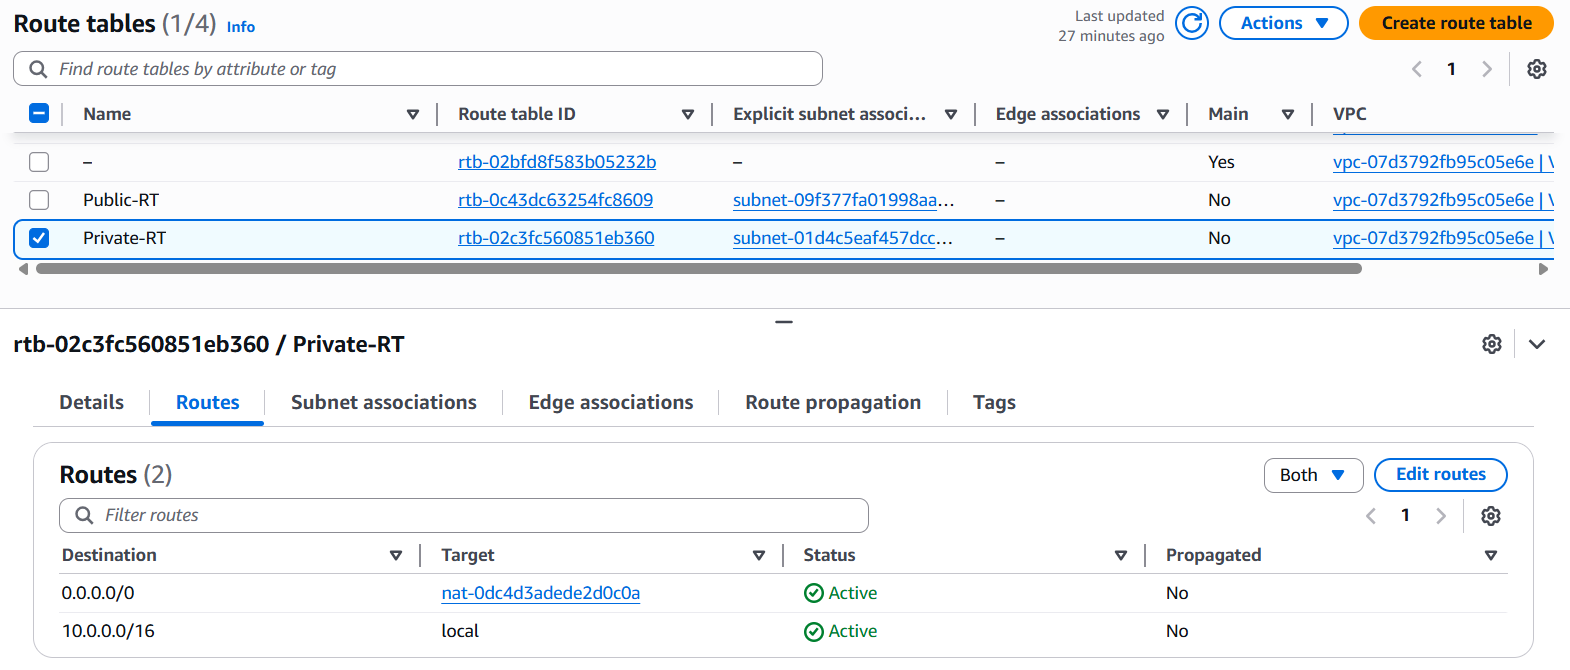 Route tables (1/4) Info
Last updated
27 minutes ago
Actions
Create route table
Find route tables by attribute or tag
1
Name Route table ID Explicit subnet associ... Edge associations Main VPC
– rtb-02bfd8f583b05232b – – Yes vpc-07d3792fb95c05e6e |
Public-RT rtb-0c43dc63254fc8609 subnet-09f377fa01998aa... – No vpc-07d3792fb95c05e6e |
Private-RT rtb-02c3fc560851eb360 subnet-01d4c5eaf457dcc... – No vpc-07d3792fb95c05e6e |
rtb-02c3fc560851eb360 / Private-RT
Details Routes Subnet associations Edge associations Route propagation Tags
Routes (2)
Both
Edit routes
Filter routes
1
Destination Target Status Propagated
0.0.0.0/0 nat-0dc4d3adede2d0c0a Active No
10.0.0.0/16 local Active No